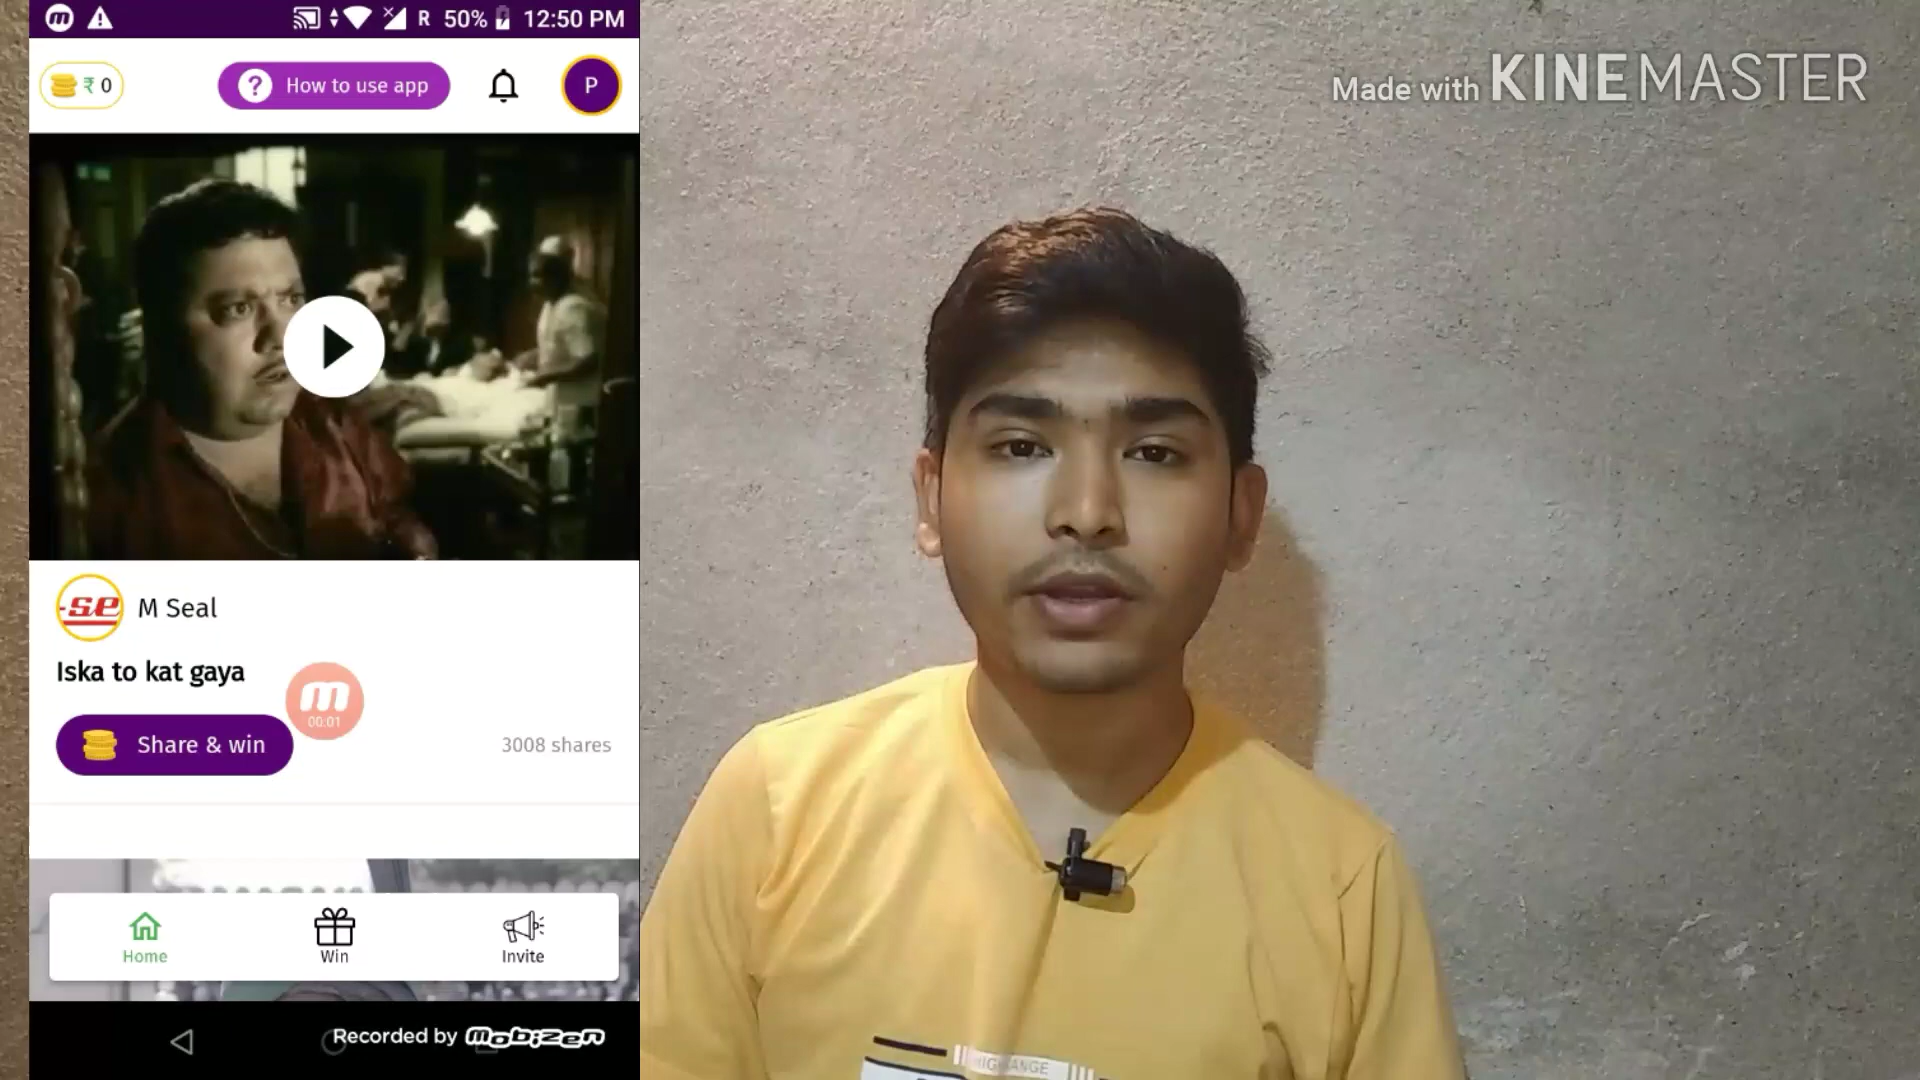 R 50% 12:50 PM
₹ 0
? How to use app
P
Made with KINEMASTER
-se
M Seal
Iska to kat gaya
m
00:01
Share & win
3008 shares
Home
Win
Invite
Recorded by mobizen